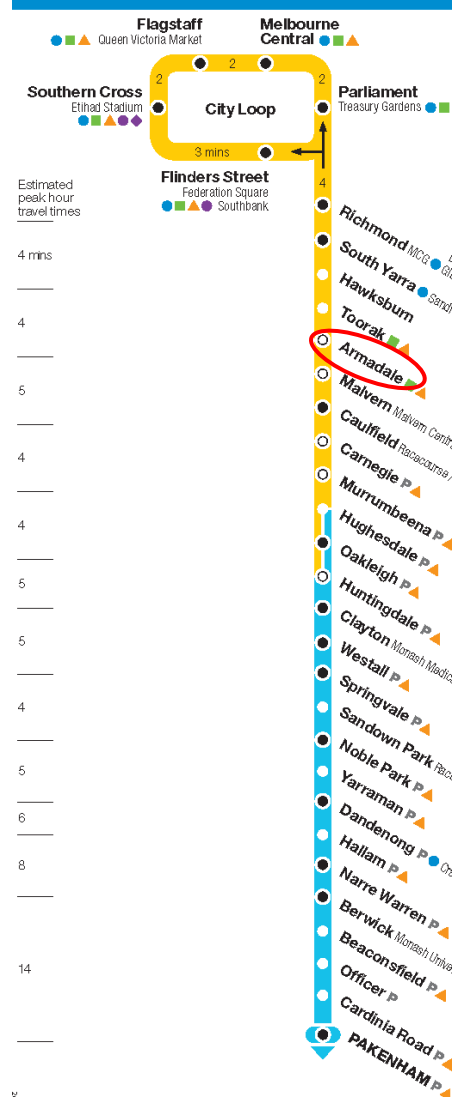 Flagstaff
Queen Victoria Market
Melbourne
Central
2
2
2
Southern Cross
Etihad Stadium
City Loop
Parliament
Treasury Gardens
3 mins
Flinders Street
Federation Square
Southbank
4
Estimated
peak hour
travel times
4 mins
4
5
4
4
5
5
4
5
6
8
14
Richmond MCG
South Yarra
Hawksburn
Toorak
Armadale
Malvern Malvern
Caulfield Racecourse
Carnegie P
Murrumbeena P
Hughesdale P
Oakleigh P
Huntingdale P
Clayton Monash
Westall P
Springvale P
Sandown Park
Noble Park P
Yarraman P
Dandenong P
Hallam P
Narre Warren P
Berwick Monash
Beaconsfield P
Officer P
Cardinia Road P
PAKENHAM P